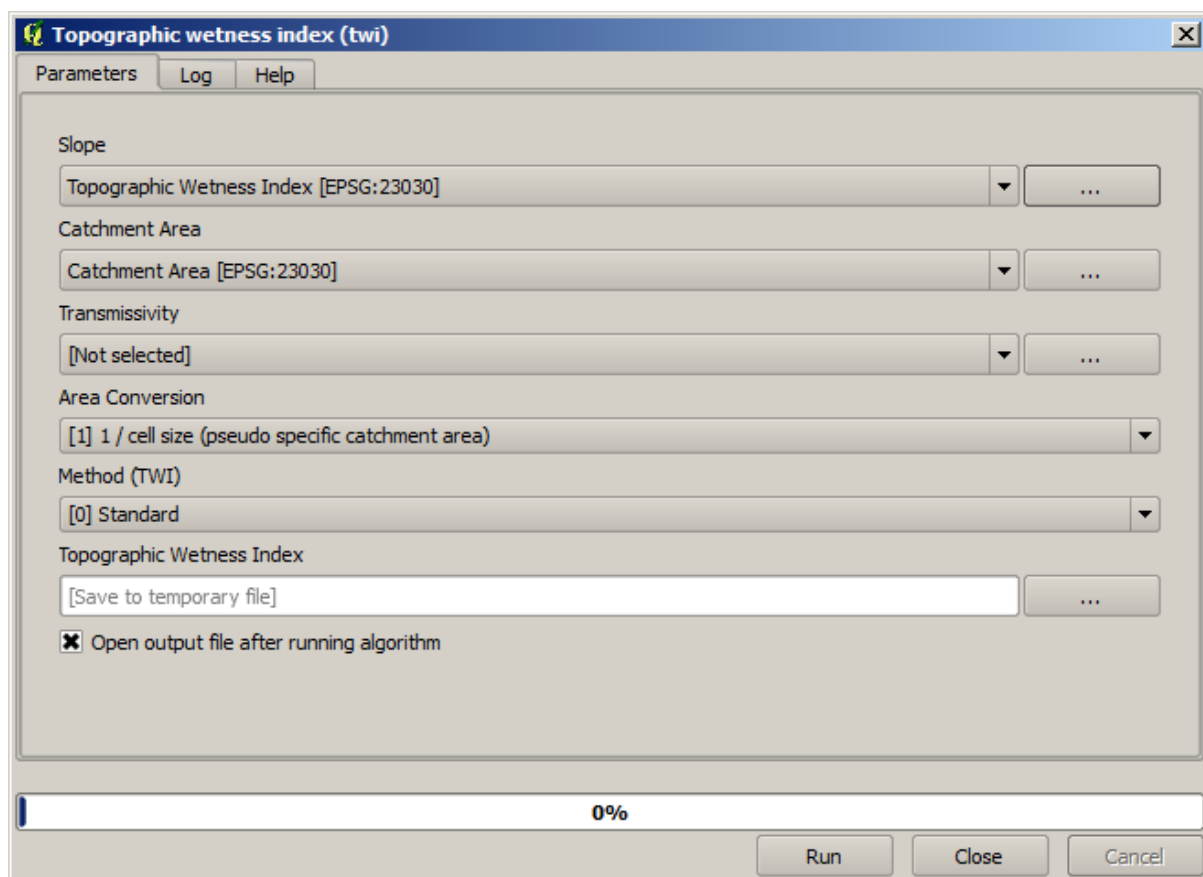 Topographic wetness index (twi)
Parameters Log Help
Slope
Topographic Wetness Index [EPSG:23030] ...
Catchment Area
Catchment Area [EPSG:23030] ...
Transmissivity
[Not selected] ...
Area Conversion
[1] 1 / cell size (pseudo specific catchment area)
Method (TWI)
[0] Standard
Topographic Wetness Index
[Save to temporary file] ...
Open output file after running algorithm
0%
Run Close Cancel